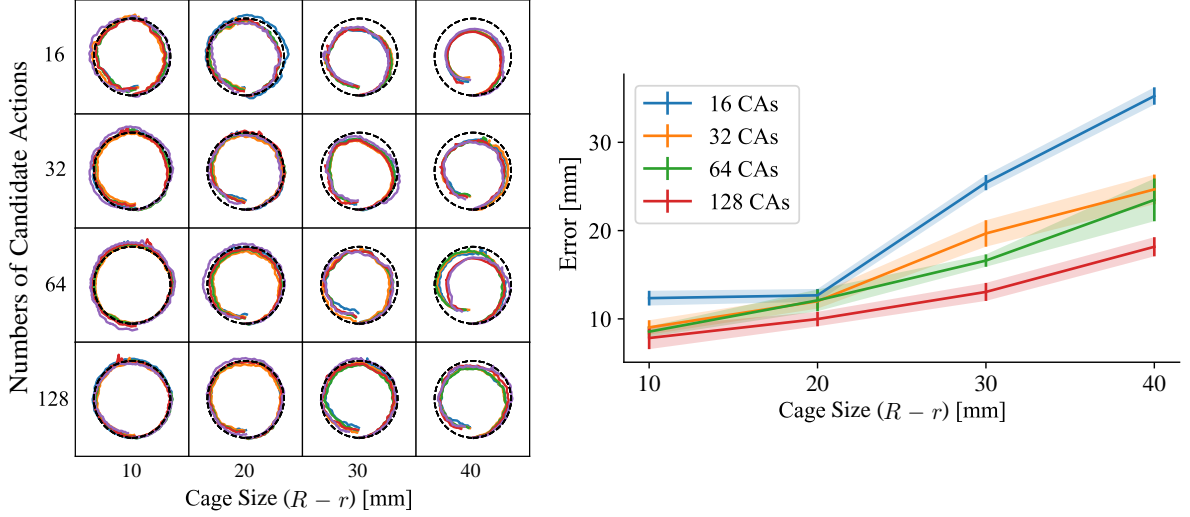 Numbers of Candidate Actions
16
32
64
128
10
20
30
40
Cage Size (R − r) [mm]
Error [mm]
30
20
10
16 CAs
32 CAs
64 CAs
128 CAs
10
20
30
40
Cage Size (R − r) [mm]